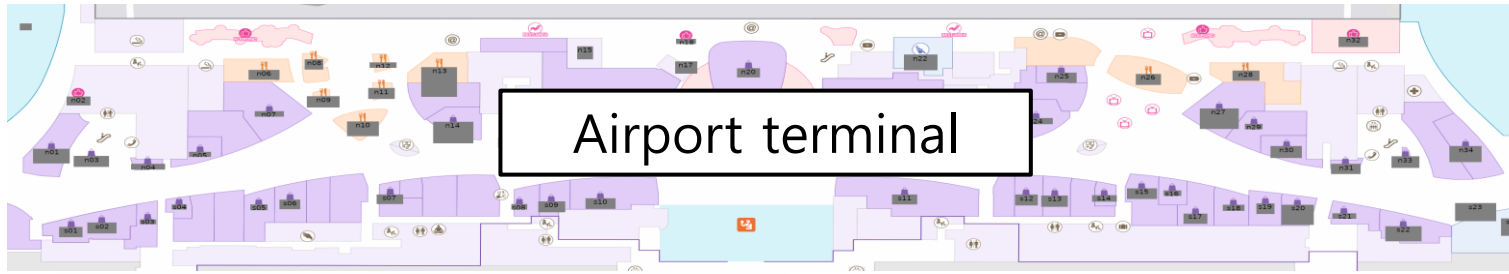 n32
n18
n15
n22
n08
n12
n17
n20
n06
n13
n25
n26
n28
n11
n02
n09
n07
n27
n10
n14
Airport terminal
24
n29
n01
n03
n05
n04
n30
n34
n33
n31
s04
s05
s06
s07
s08
s09
s10
s11
s12
s13
s14
s15
s16
s17
s18
s19
s20
s21
s23
s01
s02
s03
s22